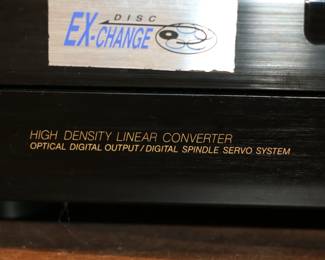 DISC
EX-CHANGE
HIGH DENSITY LINEAR CONVERTER
OPTICAL DIGITAL OUTPUT/DIGITAL SPINDLE SERVO SYSTEM